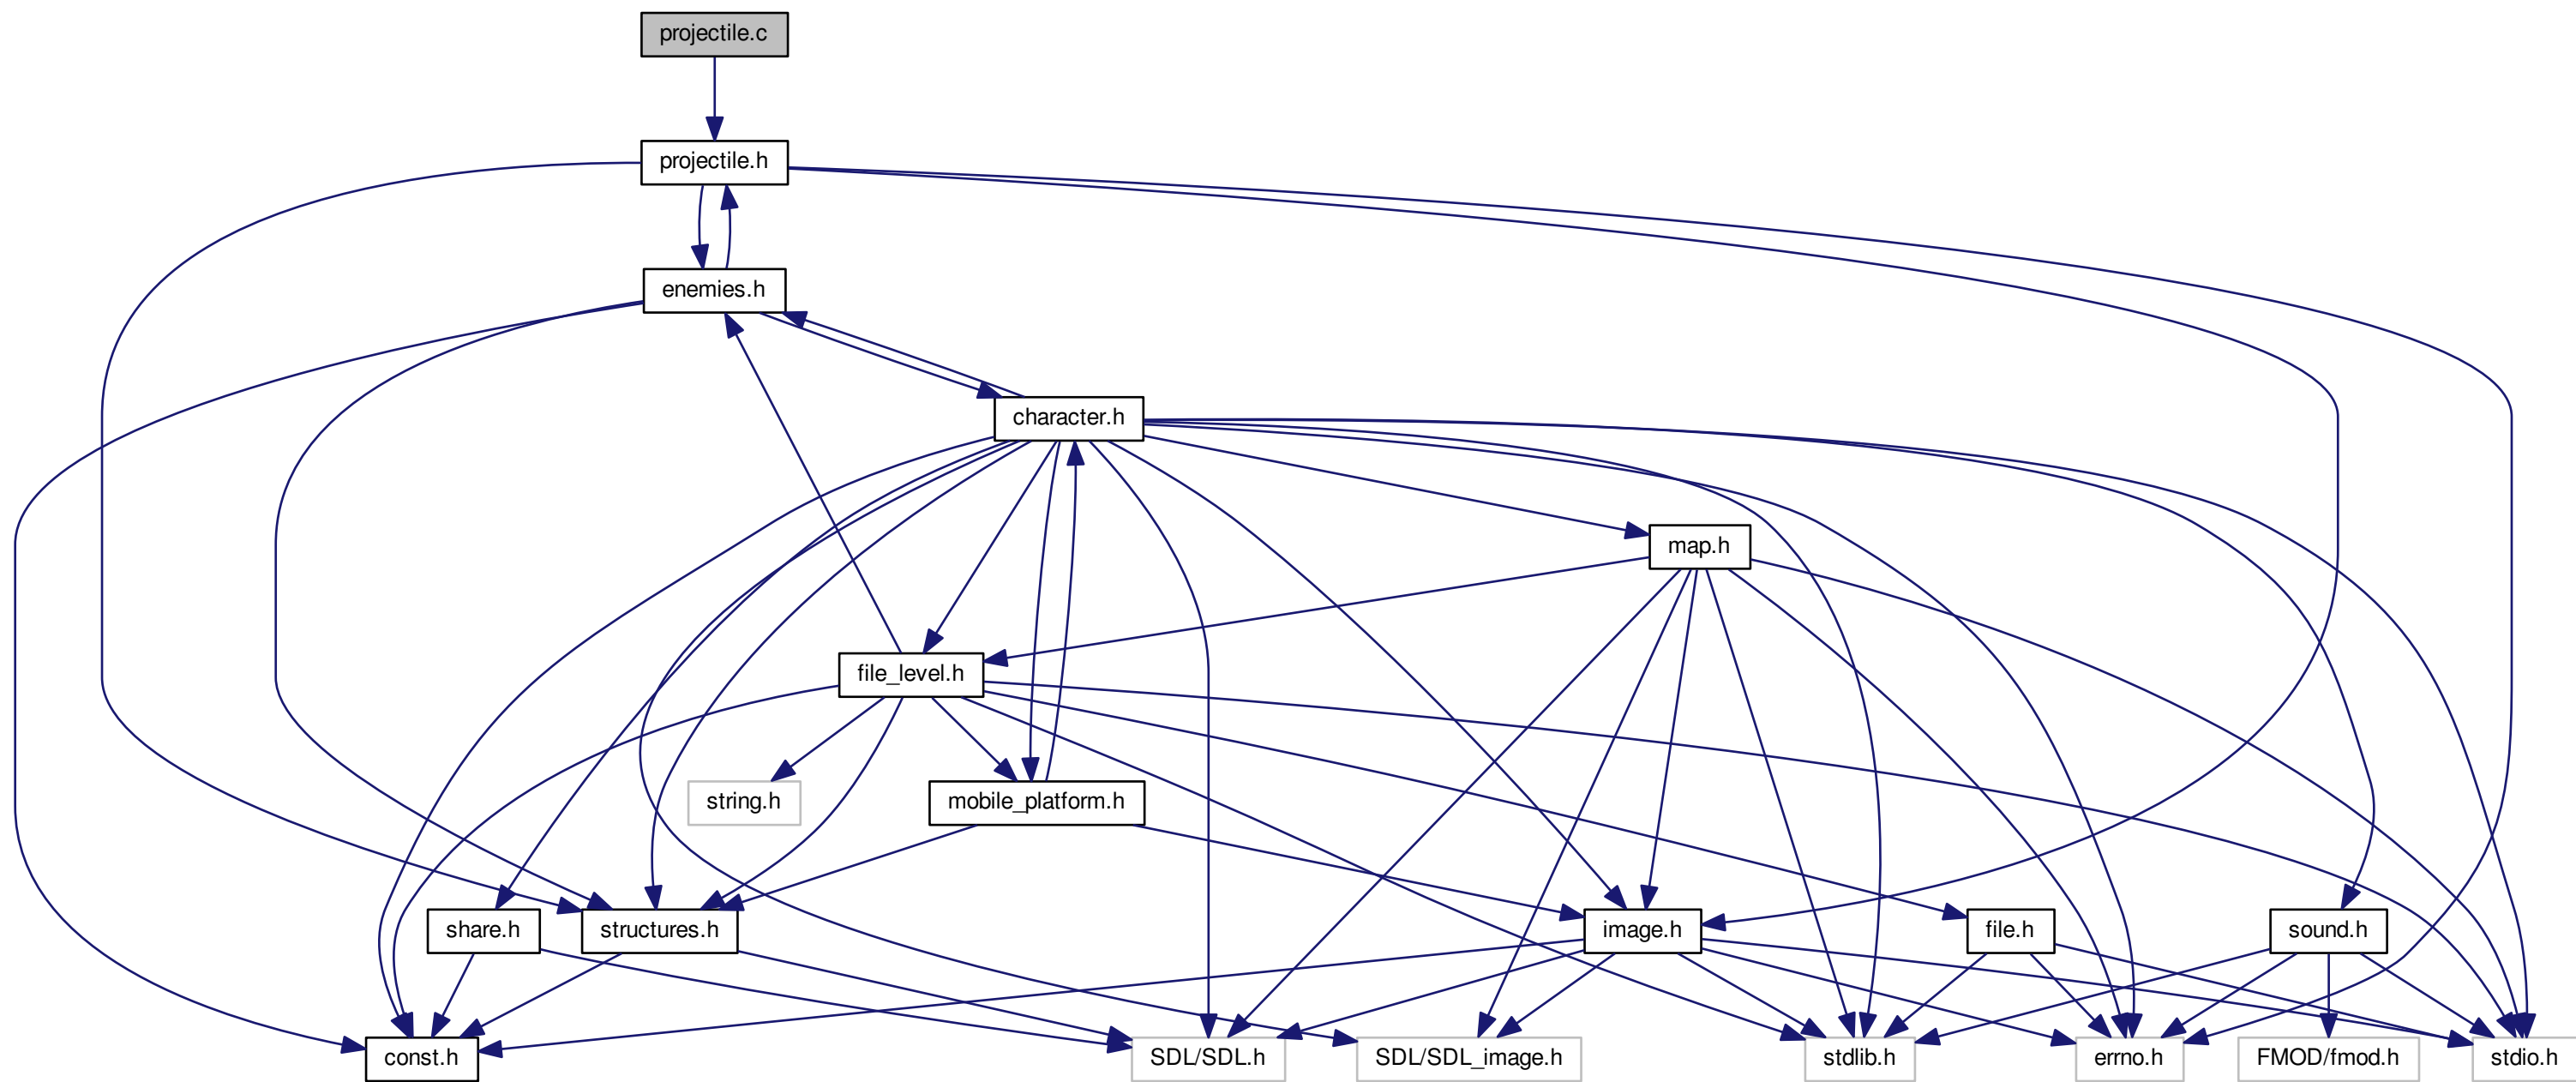 projectile.c
projectile.h
enemies.h
character.h
map.h
file_level.h
string.h
mobile_platform.h
share.h
structures.h
image.h
file.h
sound.h
const.h
SDL/SDL.h
SDL/SDL_image.h
stdlib.h
errno.h
FMOD/fmod.h
stdio.h